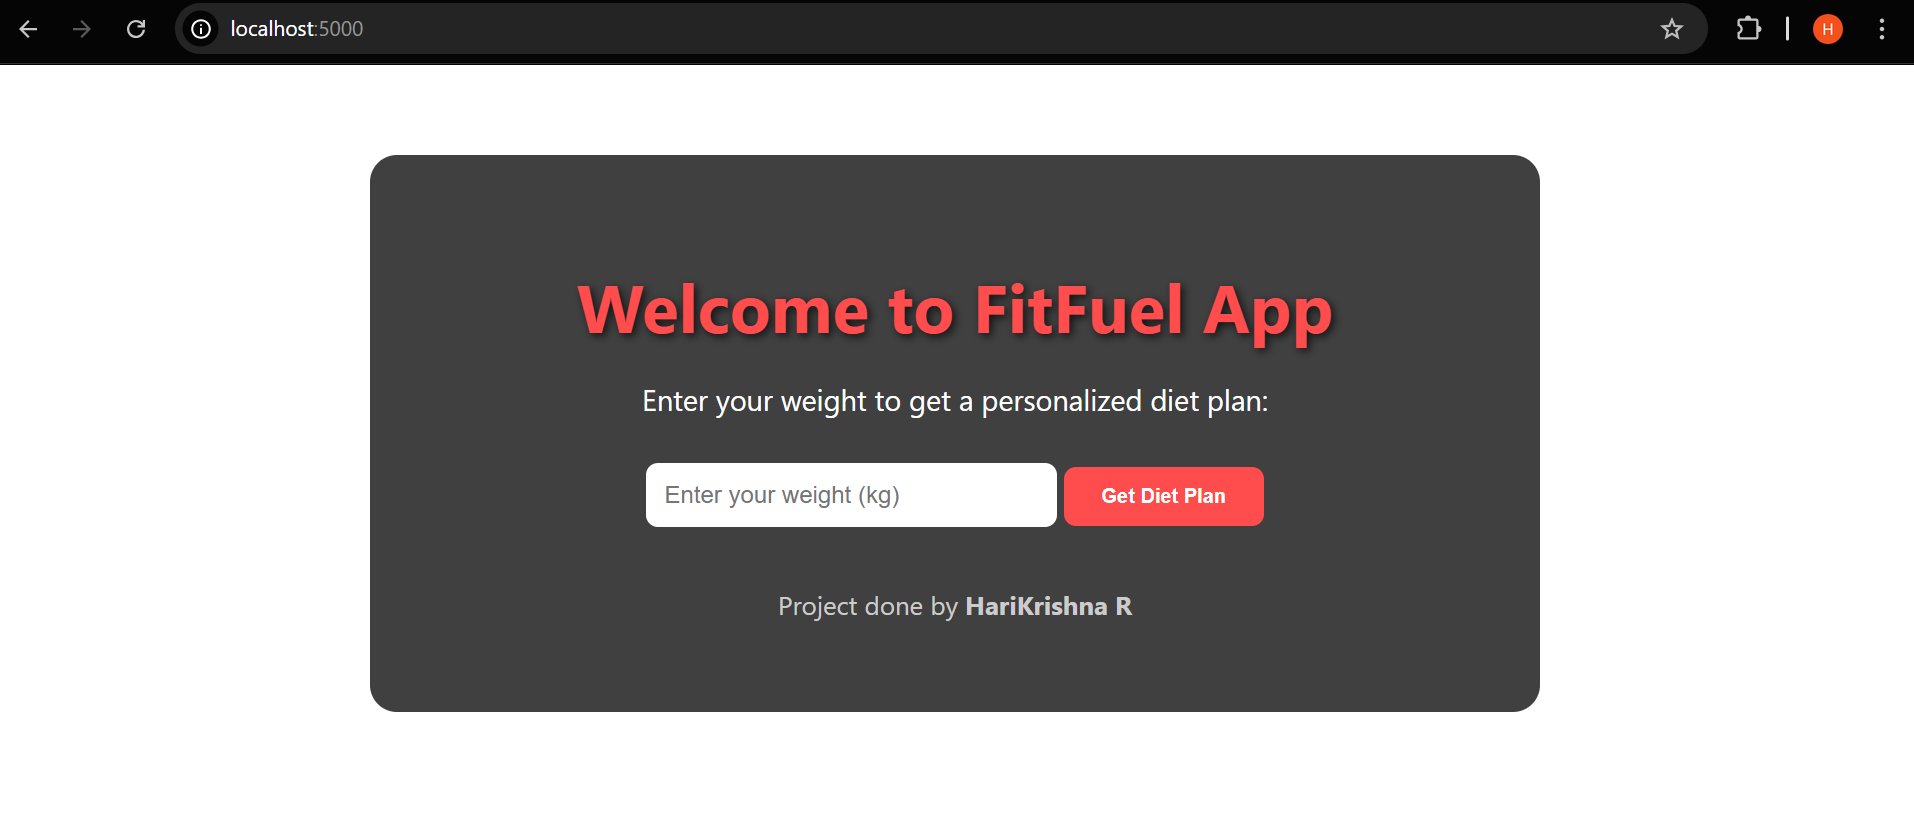 localhost:5000
H
Welcome to FitFuel App
Enter your weight to get a personalized diet plan:
Enter your weight (kg)
Get Diet Plan
Project done by HariKrishna R